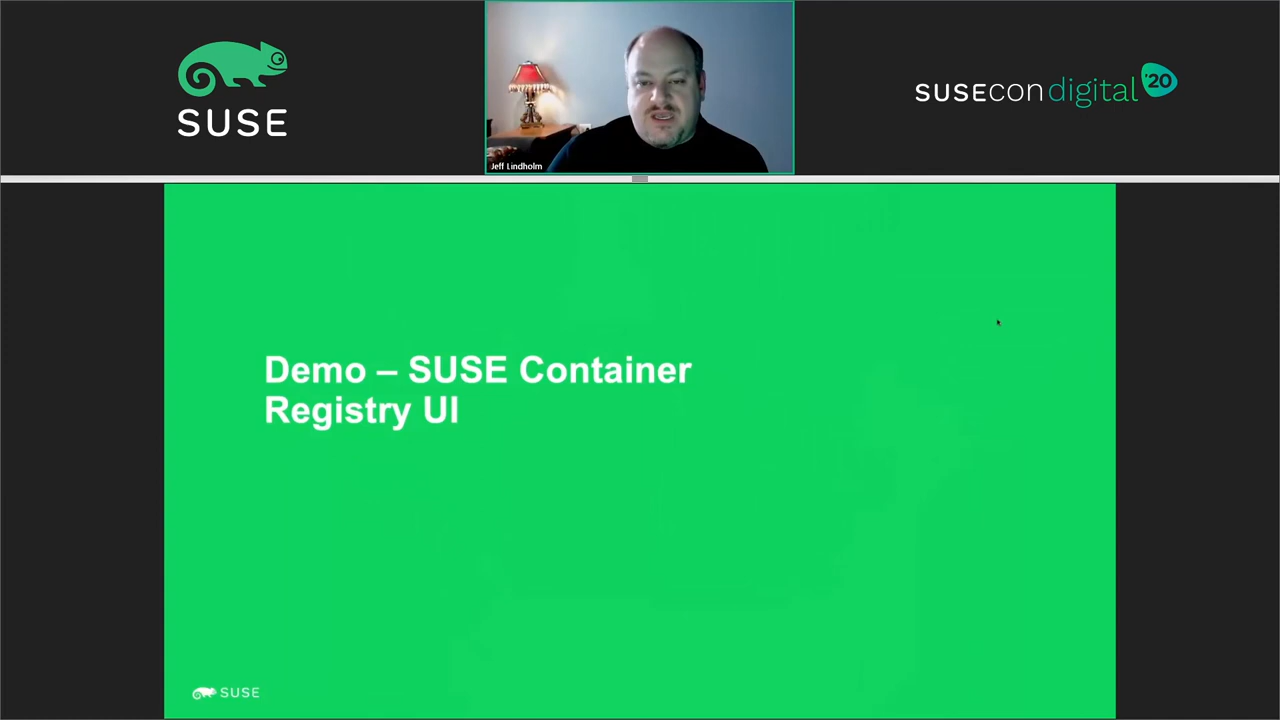 SUSE
Jeff Lindholm
SUSEcon digital '20
Demo – SUSE Container
Registry UI
SUSE